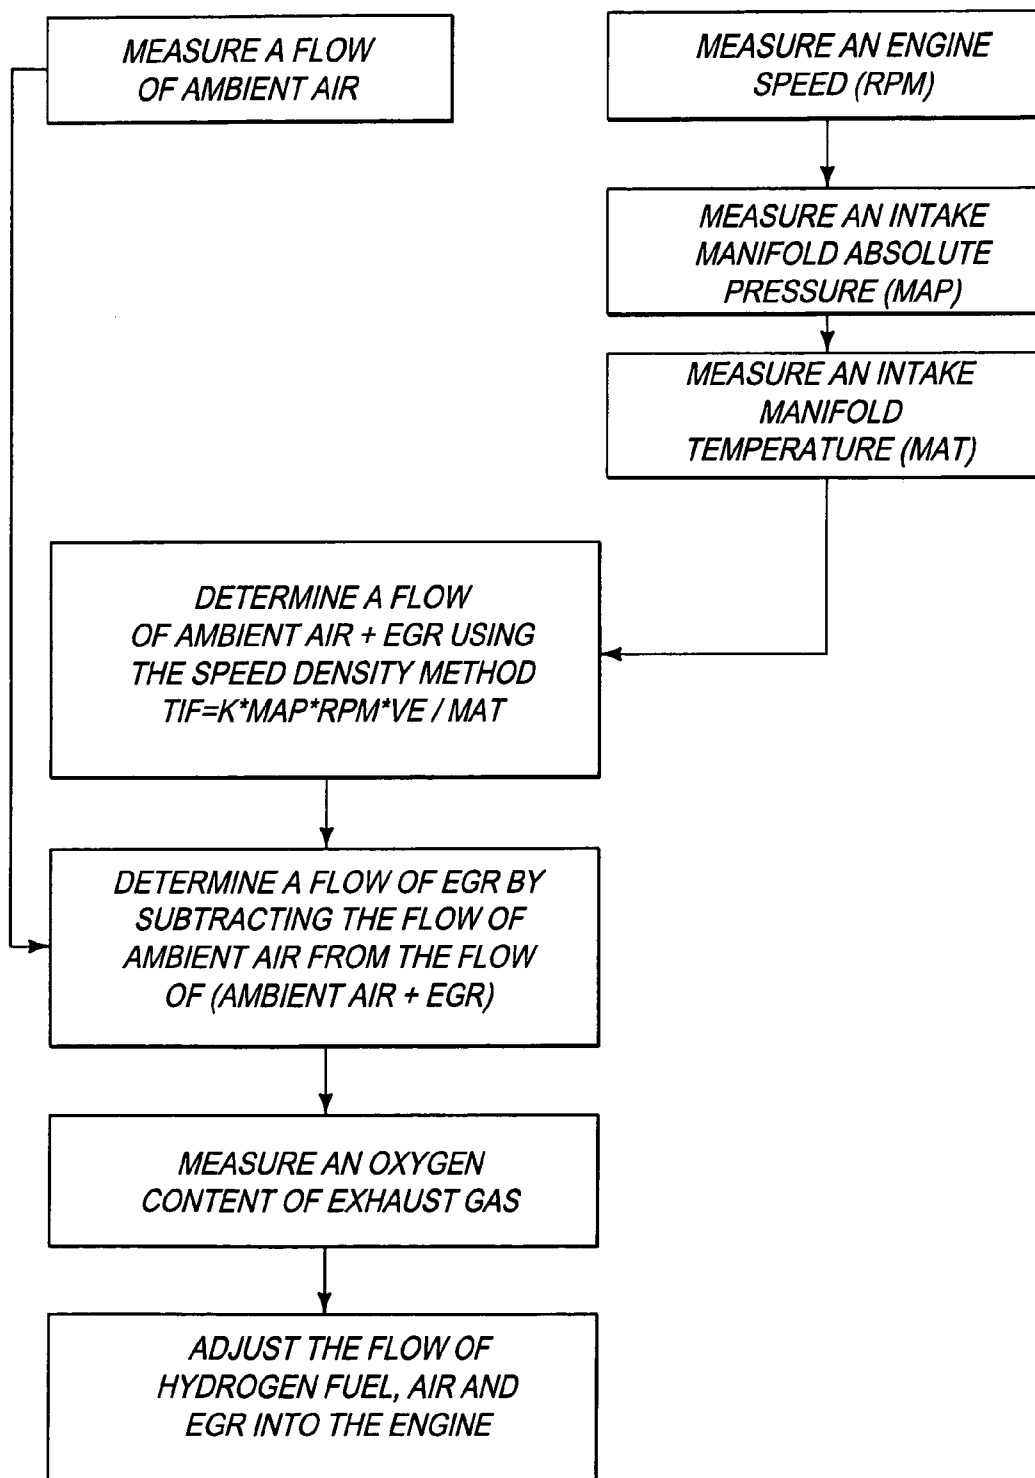 MEASURE A FLOW
OF AMBIENT AIR
MEASURE AN ENGINE
SPEED (RPM)
MEASURE AN INTAKE
MANIFOLD ABSOLUTE
PRESSURE (MAP)
MEASURE AN INTAKE
MANIFOLD
TEMPERATURE (MAT)
DETERMINE A FLOW
OF AMBIENT AIR + EGR USING
THE SPEED DENSITY METHOD
TIF=K*MAP*RPM*VE / MAT
DETERMINE A FLOW OF EGR BY
SUBTRACTING THE FLOW OF
AMBIENT AIR FROM THE FLOW
OF (AMBIENT AIR + EGR)
MEASURE AN OXYGEN
CONTENT OF EXHAUST GAS
ADJUST THE FLOW OF
HYDROGEN FUEL, AIR AND
EGR INTO THE ENGINE